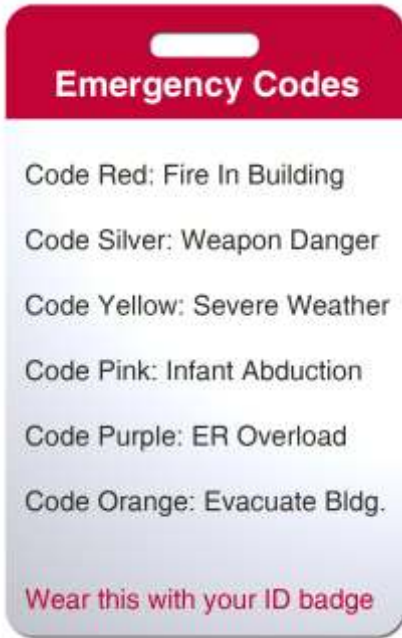 Emergency Codes
Code Red: Fire In Building
Code Silver: Weapon Danger
Code Yellow: Severe Weather
Code Pink: Infant Abduction
Code Purple: ER Overload
Code Orange: Evacuate Bldg.
Wear this with your ID badge